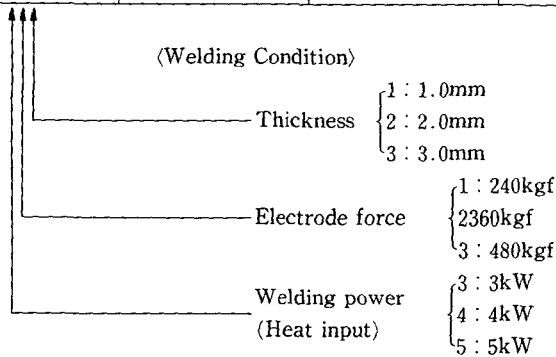 〈Welding Condition〉
Thickness
1 : 1.0mm
2 : 2.0mm
3 : 3.0mm
Electrode force
1 : 240kgf
2360kgf
3 : 480kgf
Welding power
(Heat input)
3 : 3kW
4 : 4kW
5 : 5kW